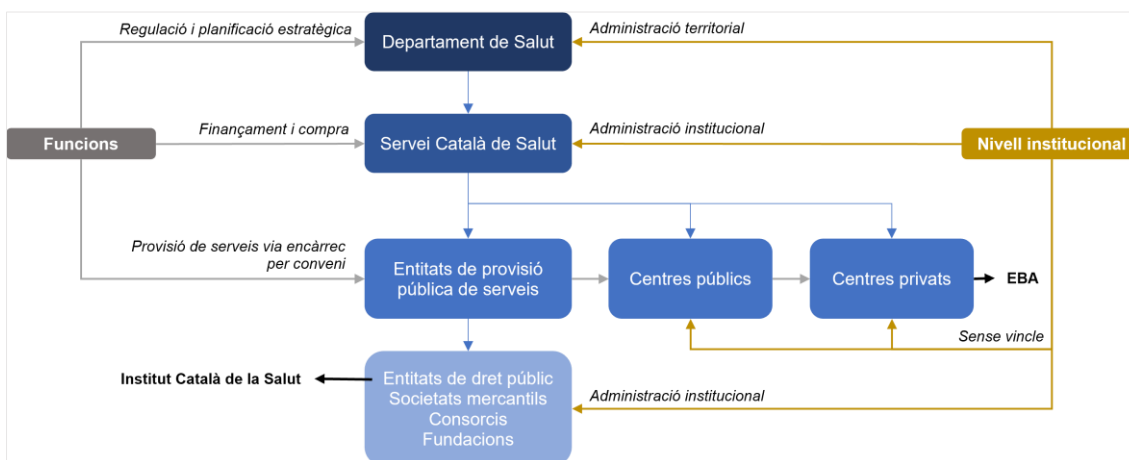 Regulació i planificació estratègica
Departament de Salut
Administració territorial
Funcions
Finançament i compra
Servei Català de Salut
Administració institucional
Nivell institucional
Provisió de serveis via encàrrec
per conveni
Entitats de provisió
pública de serveis
Centres públics
Centres privats
EBA
Sense vincle
Institut Català de la Salut
Entitats de dret públic
Societats mercantils
Consorcis
Fundacions
Administració institucional